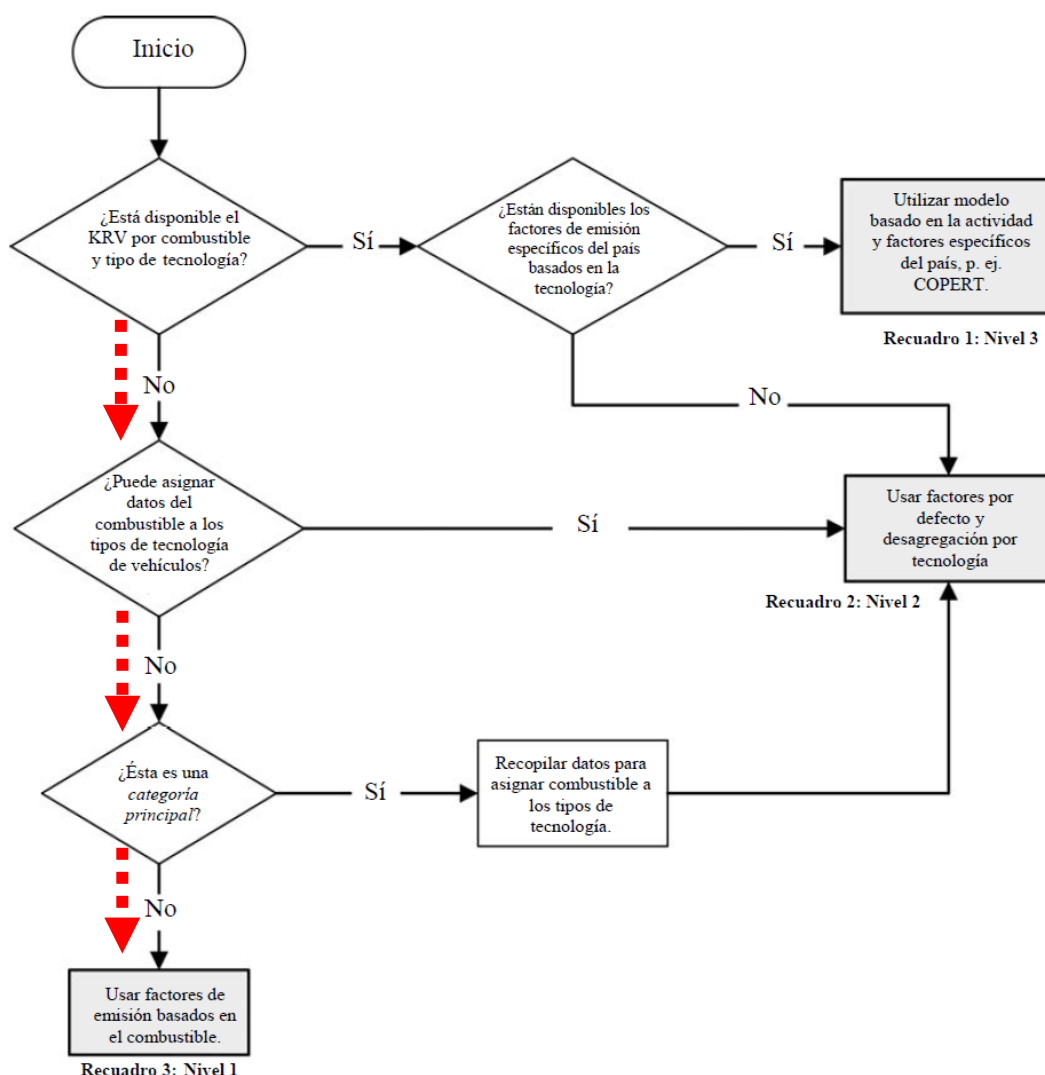 Inicio
¿Está disponible el
KRV por combustible
y tipo de tecnología?
Sí
¿Están disponibles los
factores de emisión
específicos del país
basados en la
tecnología?
Sí
Utilizar modelo
basado en la actividad
y factores específicos
del país, p. ej.
COPERT.
Recuadro 1: Nivel 3
No
No
¿Puede asignar
datos del
combustible a los
tipos de tecnología
de vehículos?
Sí
Usar factores por
defecto y
desagregación por
tecnología
Recuadro 2: Nivel 2
No
¿Ésta es una
categoría
principal?
Sí
Recopilar datos para
asignar combustible a
los tipos de
tecnología.
No
Usar factores de
emisión basados en
el combustible.
Recuadro 3: Nivel 1